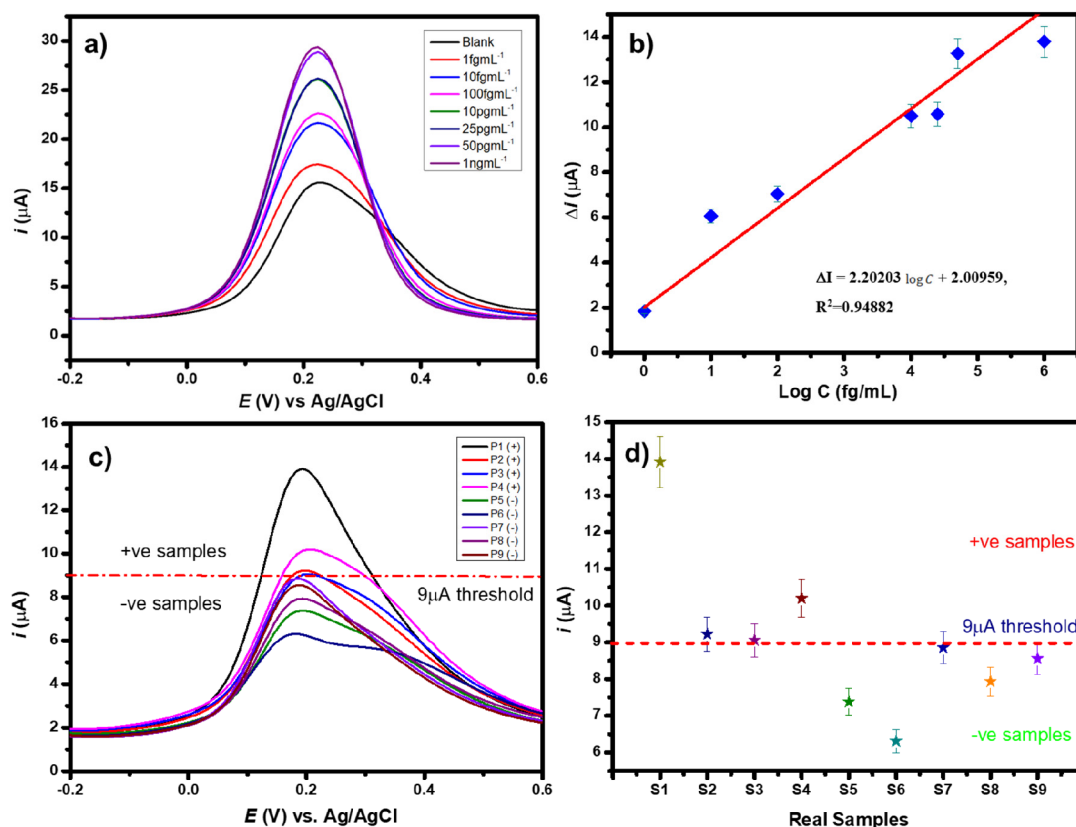 a)
30
25
20
15
10
5
0
i (μA)
-0.2
0.0
0.2
0.4
0.6
E (V) vs Ag/AgCl
Blank
1fgmL⁻¹
10fgmL⁻¹
100fgmL⁻¹
10pgmL⁻¹
25pgmL⁻¹
50pgmL⁻¹
1ngmL⁻¹
b)
14
12
10
8
6
4
2
0
ΔI (μA)
ΔI = 2.20203 log C + 2.00959,
R²=0.94882
0
1
2
3
4
5
6
Log C (fg/mL)
c)
16
14
12
10
8
6
4
2
0
i (μA)
P1 (+)
P2 (+)
P3 (+)
P4 (+)
P5 (-)
P6 (-)
P7 (-)
P8 (-)
P9 (-)
+ve samples
-ve samples
9μA threshold
-0.2
0.0
0.2
0.4
0.6
E (V) vs. Ag/AgCl
d)
15
14
13
12
11
10
9
8
7
6
i (μA)
+ve samples
9μA threshold
-ve samples
S1
S2
S3
S4
S5
S6
S7
S8
S9
Real Samples